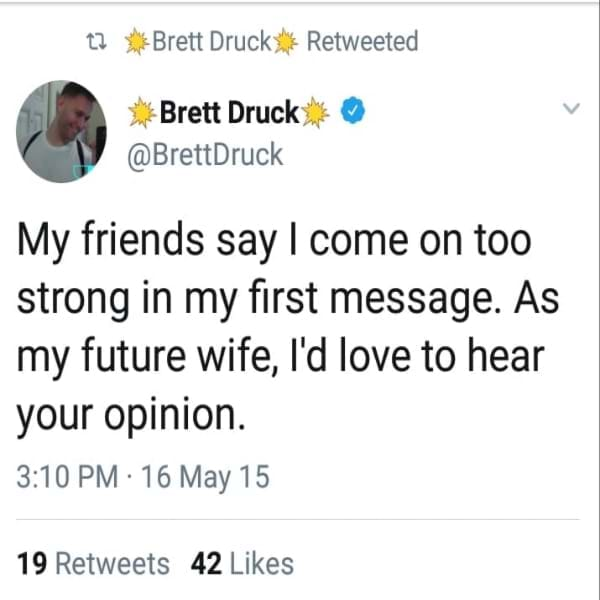 Brett Druck Retweeted
Brett Druck
@BrettDruck
My friends say I come on too
strong in my first message. As
my future wife, I'd love to hear
your opinion.
3:10 PM · 16 May 15
19 Retweets 42 Likes